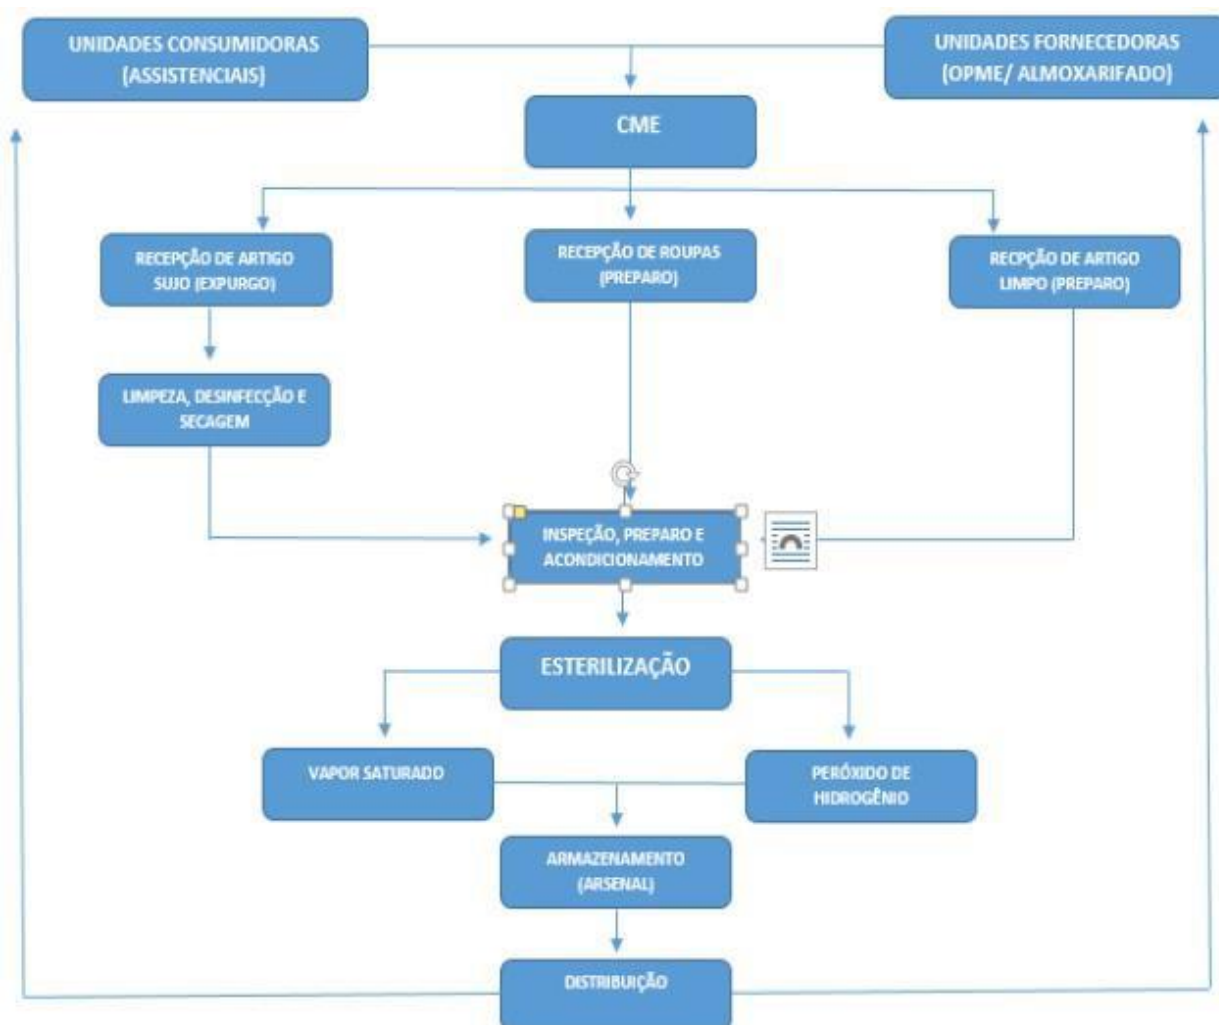 UNIDADES CONSUMIDORAS
(ASSISTENCIAIS)
UNIDADES FORNECEDORAS
(OPME/ ALMOXARIFADO)
CME
RECEPÇÃO DE ARTIGO
SUJO (EXPURGO)
RECEPÇÃO DE ROUPAS
(PREPARO)
RECPÇÃO DE ARTIGO
LIMPO (PREPARO)
LIMPEZA, DESINFECÇÃO E
SECAGEM
INSPEÇÃO, PREPARO E
ACONDICIONAMENTO
ESTERILIZAÇÃO
VAPOR SATURADO
PERÓXIDO DE
HIDROGÊNIO
ARMAZENAMENTO
(ARSENAL)
DISTRIBUIÇÃO